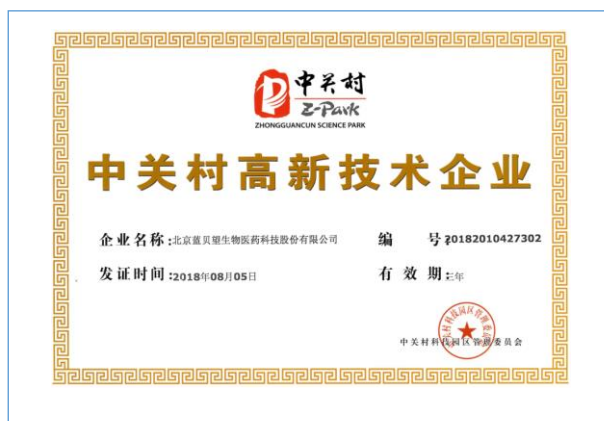 中关村
Z-Park
ZHONGGUANCUN SCIENCE PARK
中关村高新技术企业
企业名称:北京蓝贝望生物医药科技股份有限公司
编 号:20182010427302
发证时间:2018年08月05日
有 效 期:三年
中关村科技园区管理委员会